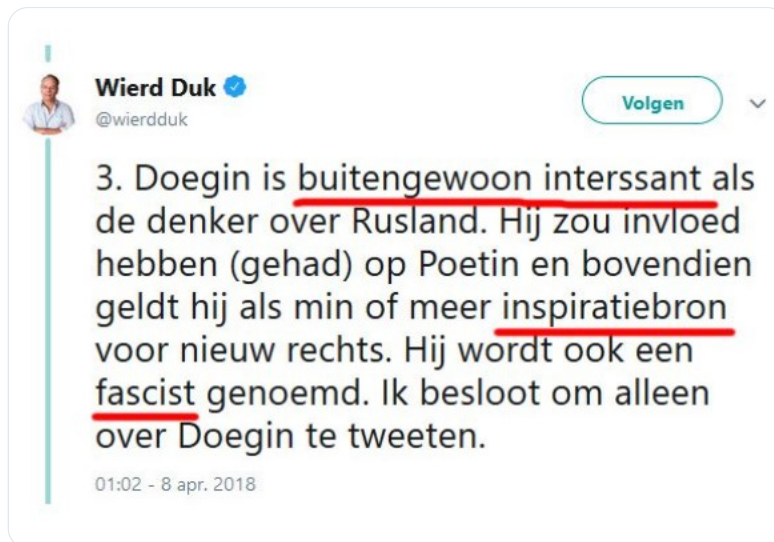 Wierd Duk
@wierdduk
Volgen
3. Doegin is buitengewoon interssant als
de denker over Rusland. Hij zou invloed
hebben (gehad) op Poetin en bovendien
geldt hij als min of meer inspiratiebron
voor nieuw rechts. Hij wordt ook een
fascist genoemd. Ik besloot om alleen
over Doegin te tweeten.
01:02 - 8 apr. 2018